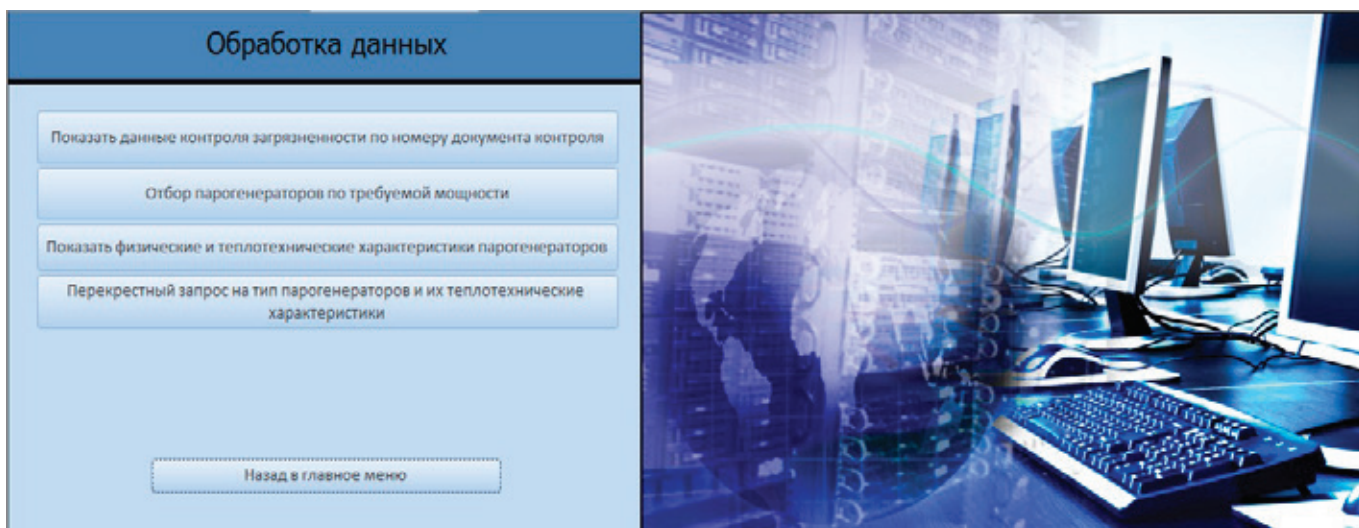 Обработка данных
Показать данные контроля загрязненности по номеру документа контроля
Отбор парогенераторов по требуемой мощности
Показать физические и теплотехнические характеристики парогенераторов
Перекрестный запрос на тип парогенераторов и их теплотехнические
характеристики
Назад в главное меню